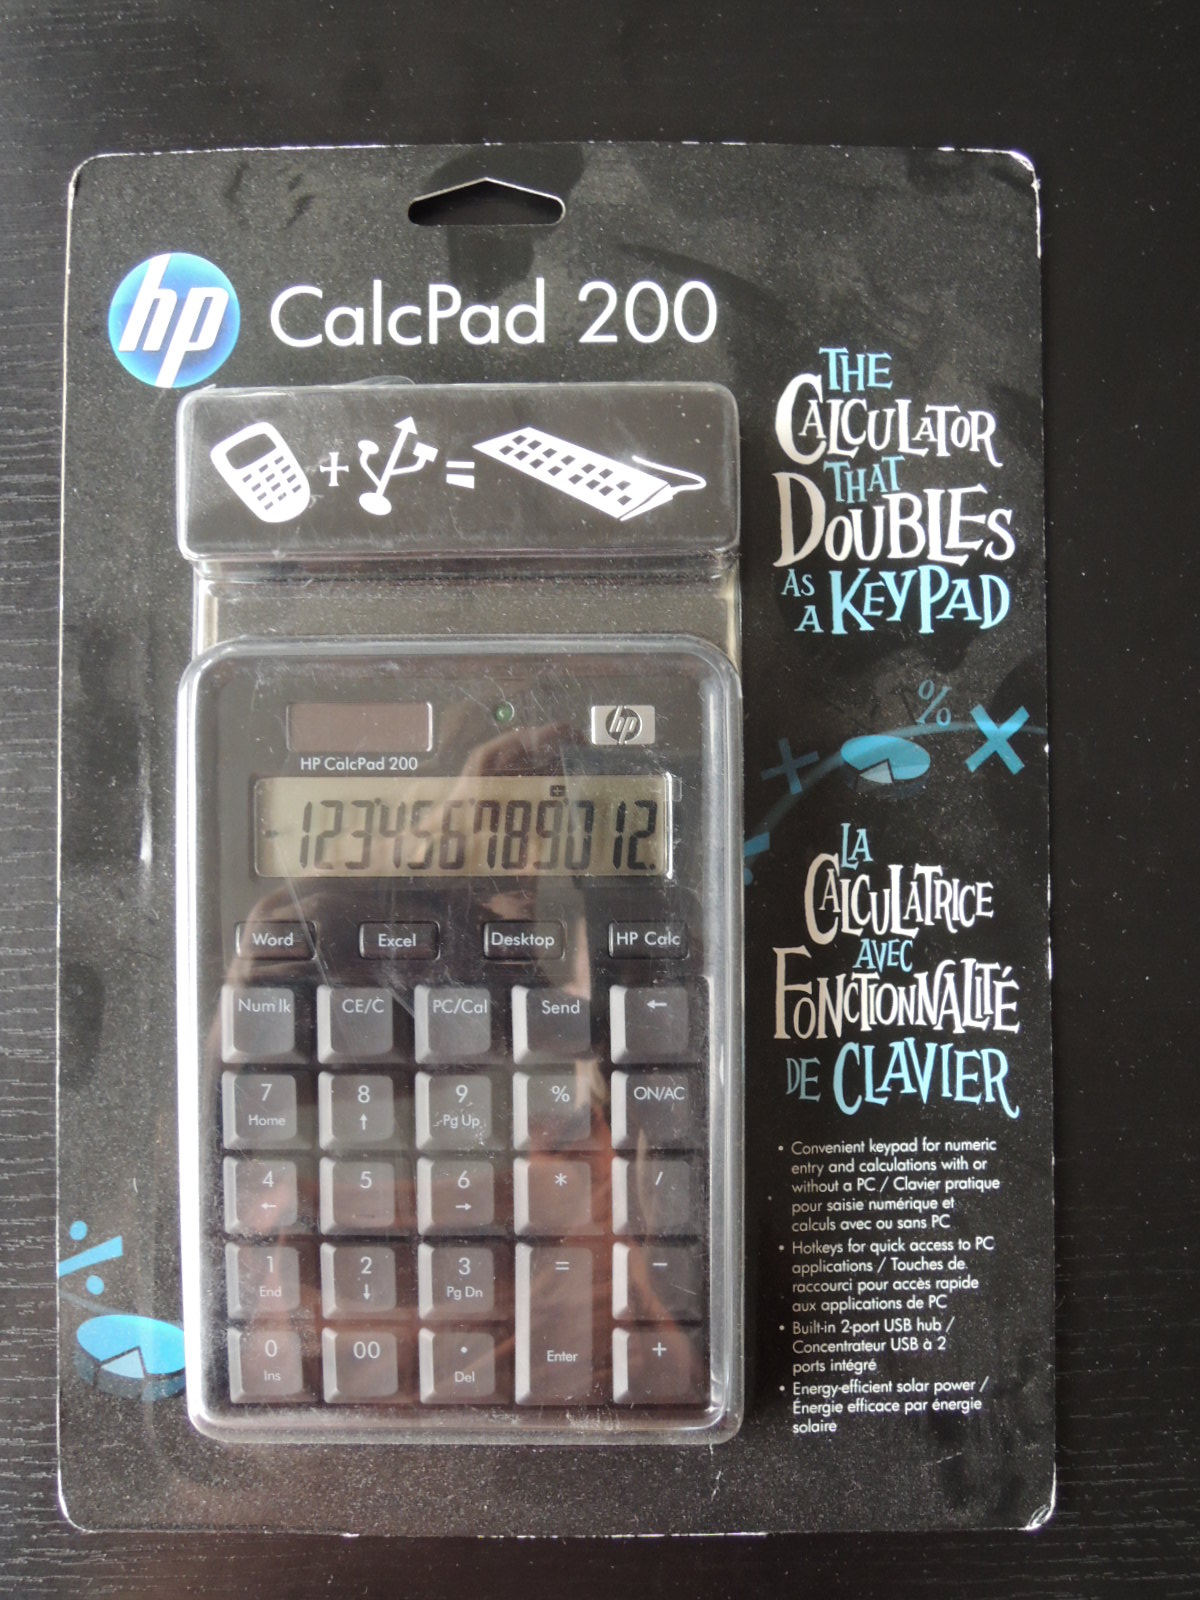 hp CalcPad 200
THE
CALCULATOR
THAT
DOUBLES
AS
A KEYPAD
+
=
hp
HP CalcPad 200
-123'456'789'012.
Word Excel Desktop HP Calc
Num lk CE/C PC/Cal Send ←
7 8 9 % ON/AC
Home ↑ Pg Up
4 5 6 * /
← →
1 2 3 = −
End ↓ Pg Dn
0 00 . Enter +
Ins Del
% ×
+
LA
CALCULATRICE
AVEC
FONCTIONNALITÉ
DE CLAVIER
• Convenient keypad for numeric
entry and calculations with or
without a PC / Clavier pratique
pour saisie numérique et
calculs avec ou sans PC
• Hotkeys for quick access to PC
applications / Touches de
raccourci pour accès rapide
aux applications de PC
• Built-in 2-port USB hub /
Concentrateur USB à 2
ports intégré
• Energy-efficient solar power /
Énergie efficace par énergie
solaire